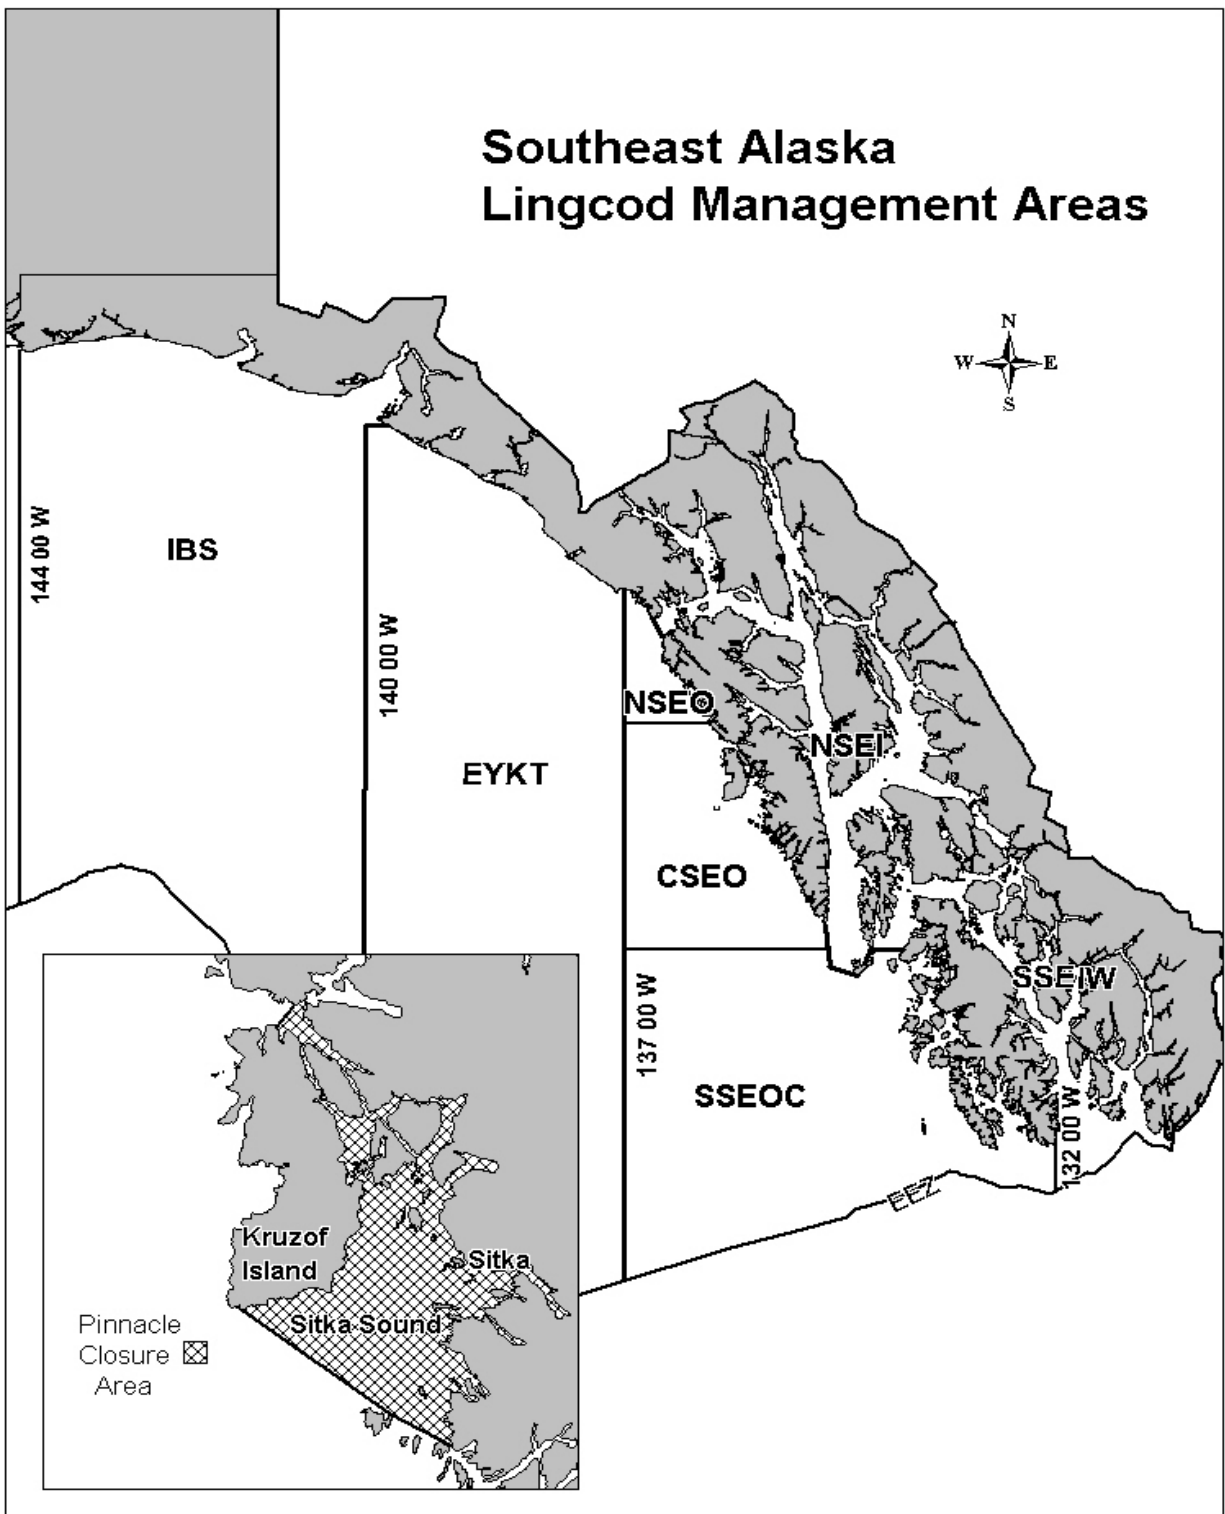 Southeast Alaska
Lingcod Management Areas
N
W E
S
144 00 W
IBS
140 00 W
EYKT
NSEO
NSEI
CSEO
SSEIW
137 00 W
SSEOC
132 00 W
EEZ
Kruzof
Island
Sitka
Sitka Sound
Pinnacle
Closure
Area